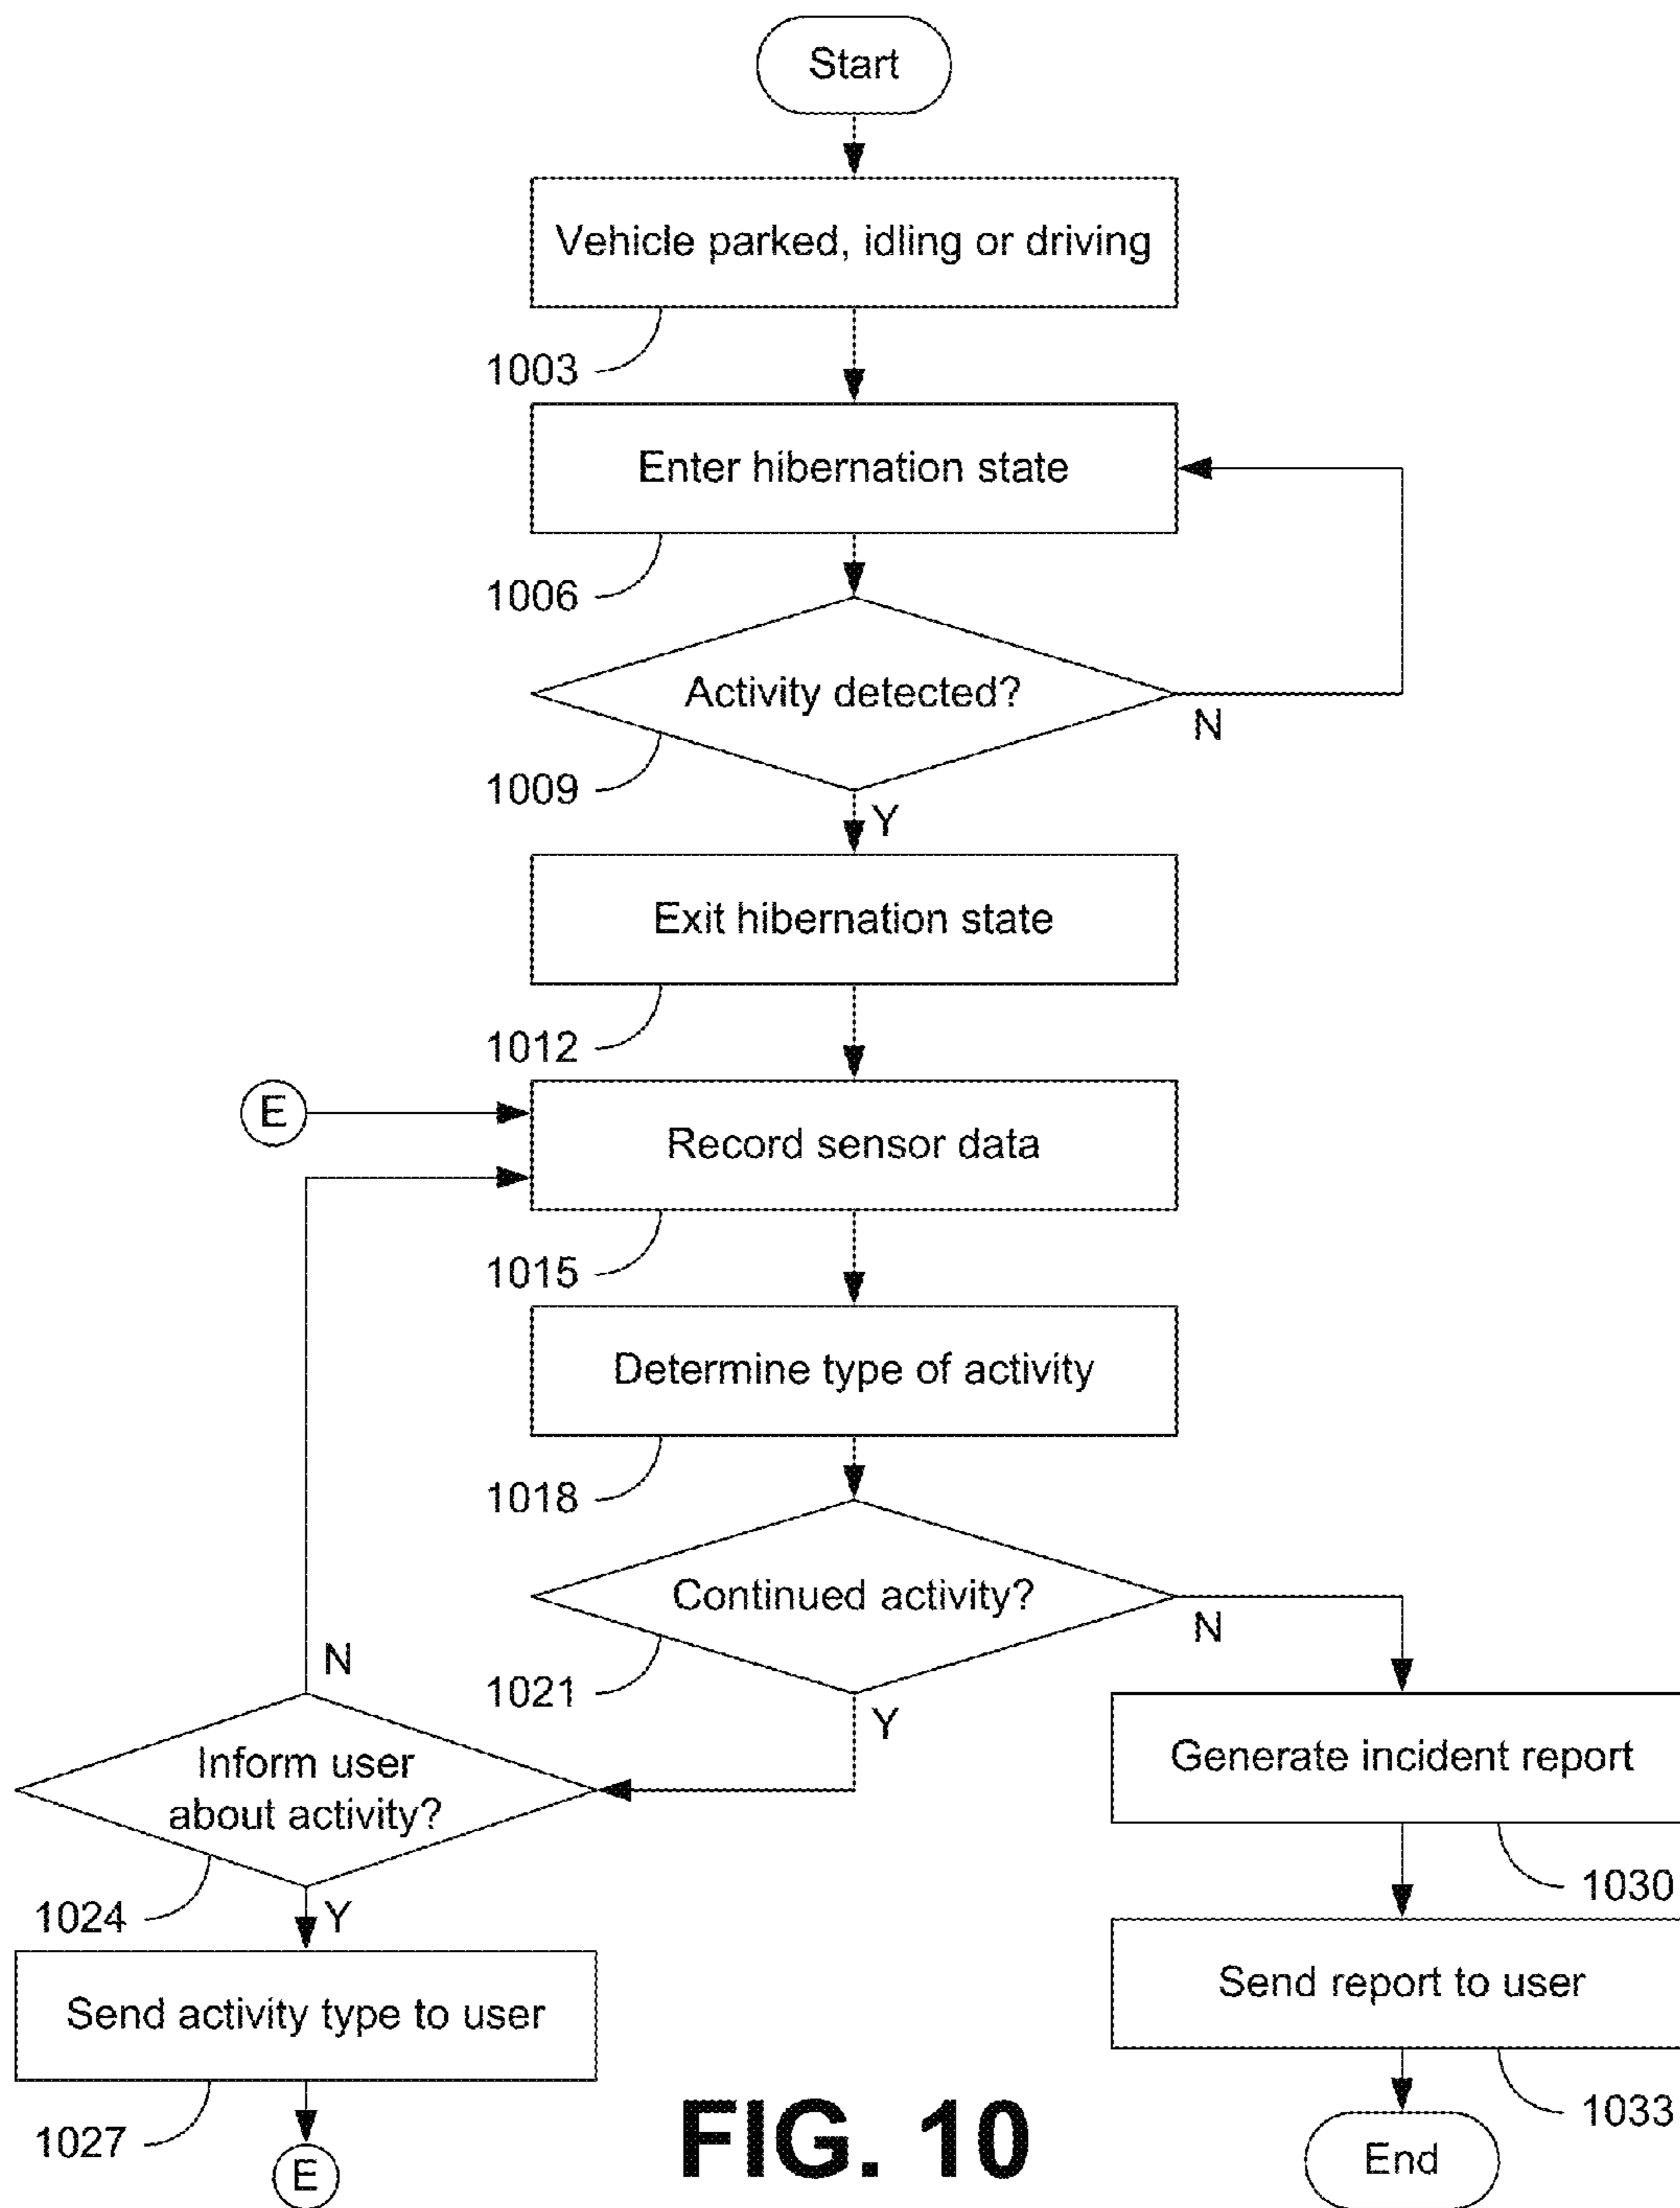 Start
Vehicle parked, idling or driving
1003
Enter hibernation state
1006
Activity detected?
N
1009
Y
Exit hibernation state
1012
E
Record sensor data
1015
Determine type of activity
1018
Continued activity?
N
1021
Y
N
Inform user
about activity?
1024
Y
Send activity type to user
1027
E
Generate incident report
1030
Send report to user
1033
End
FIG. 10